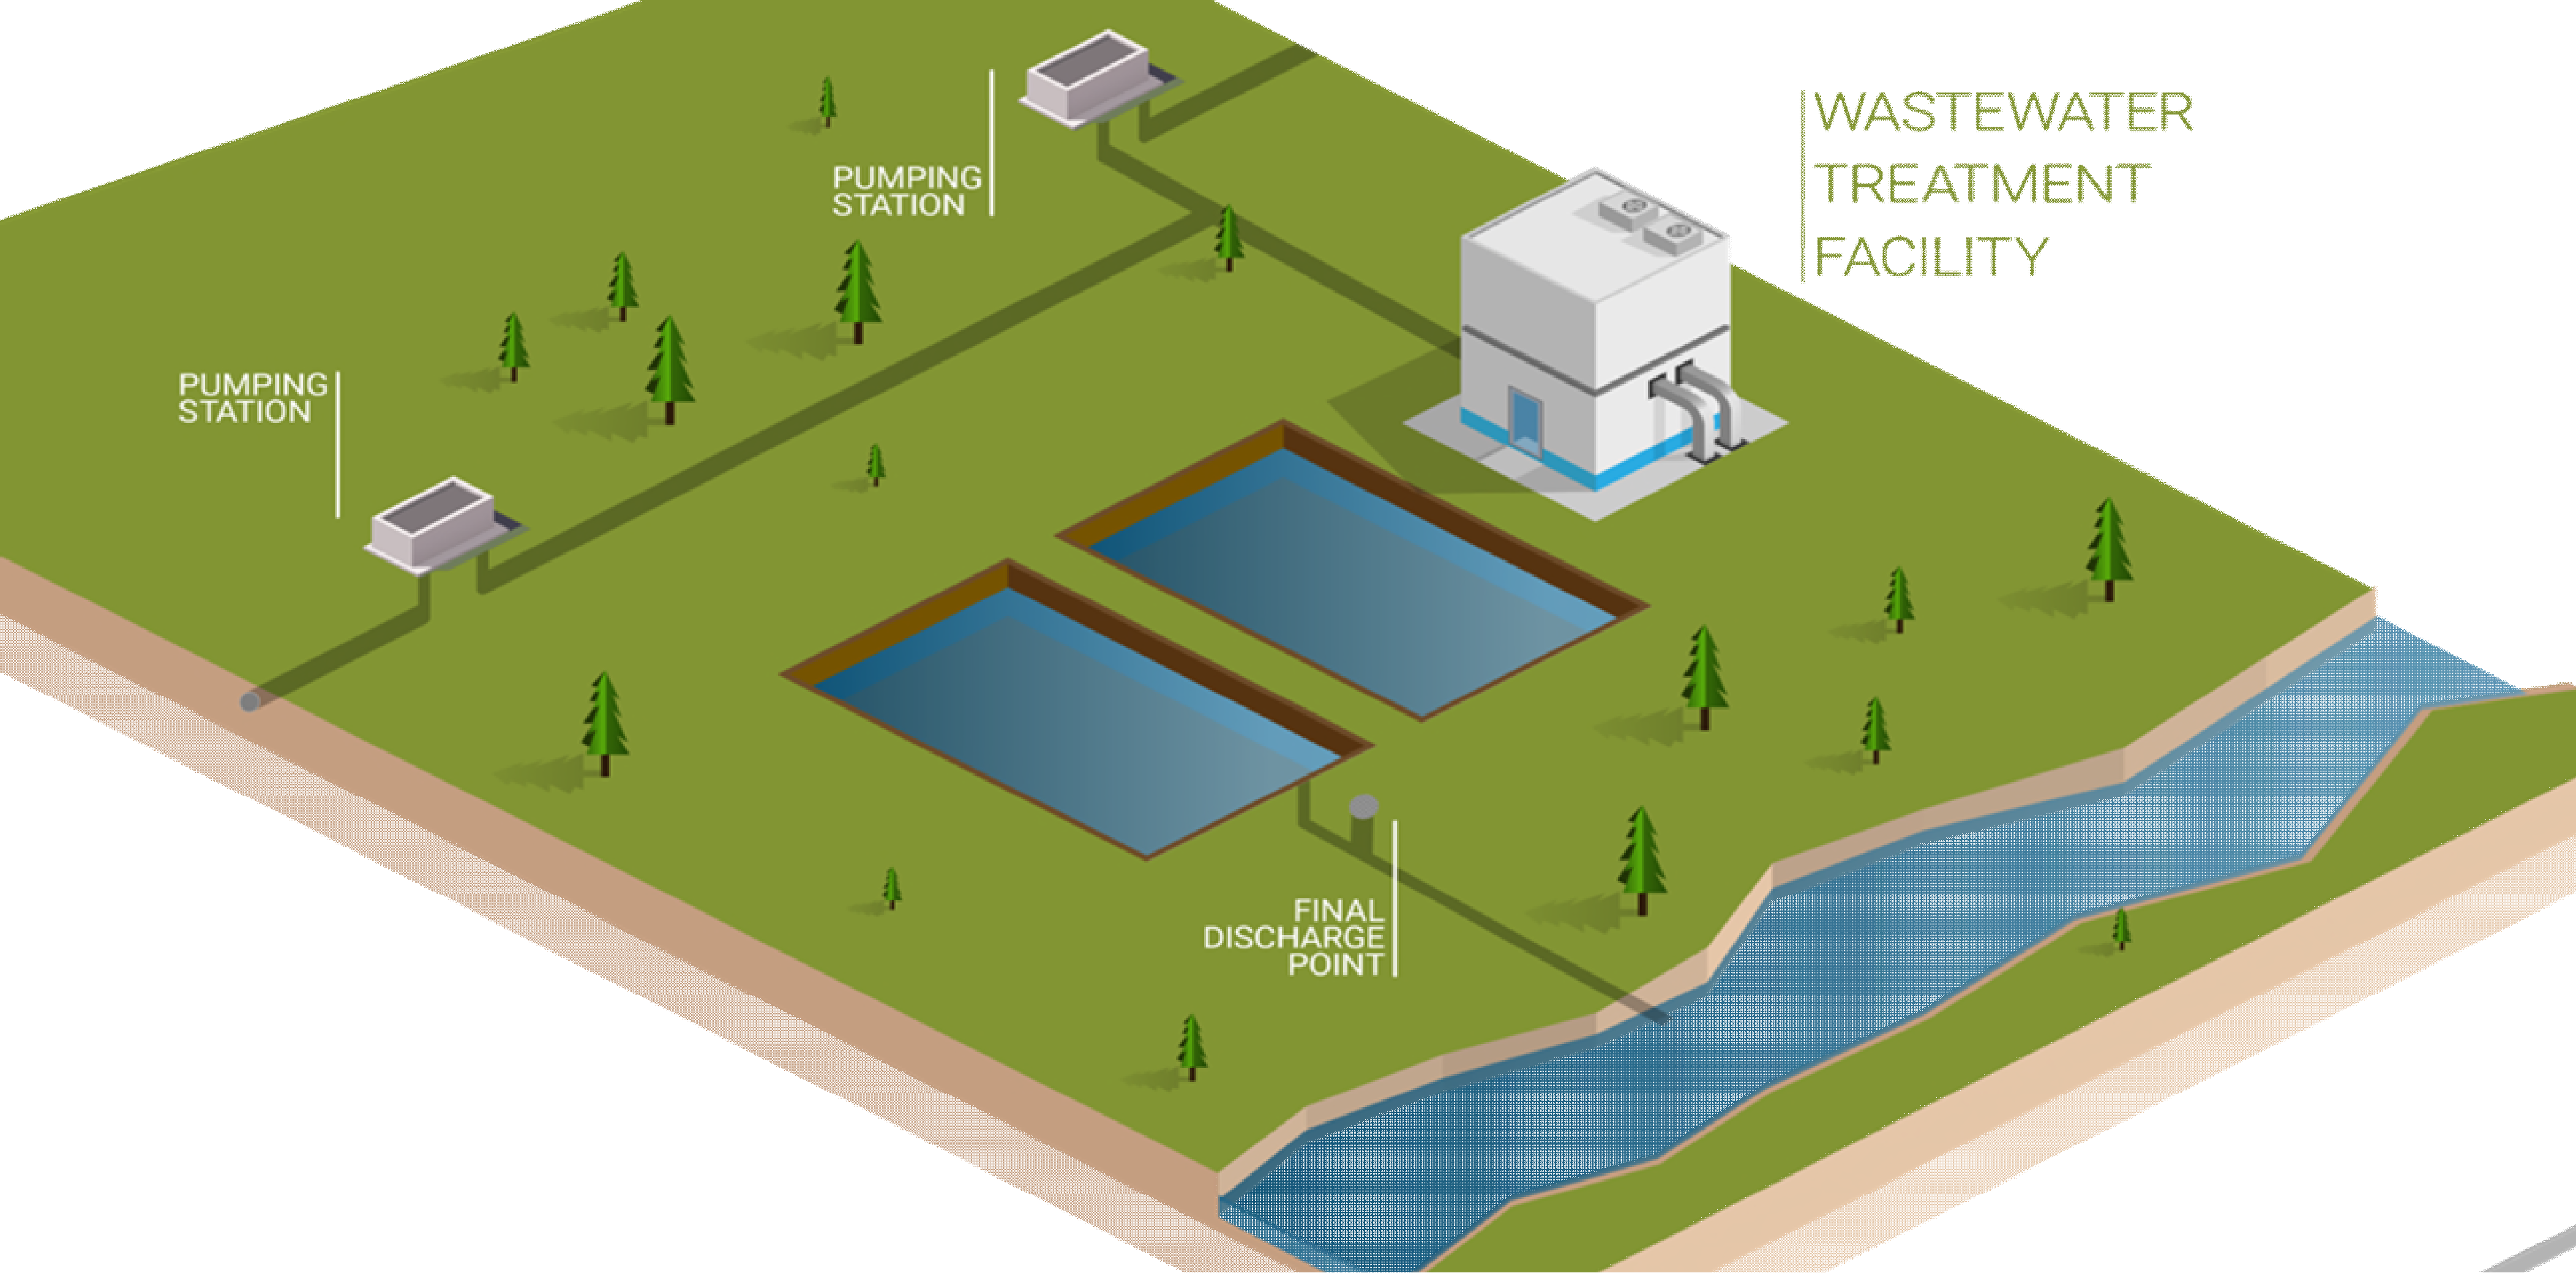 PUMPING
STATION
WASTEWATER
TREATMENT
FACILITY
PUMPING
STATION
FINAL
DISCHARGE
POINT